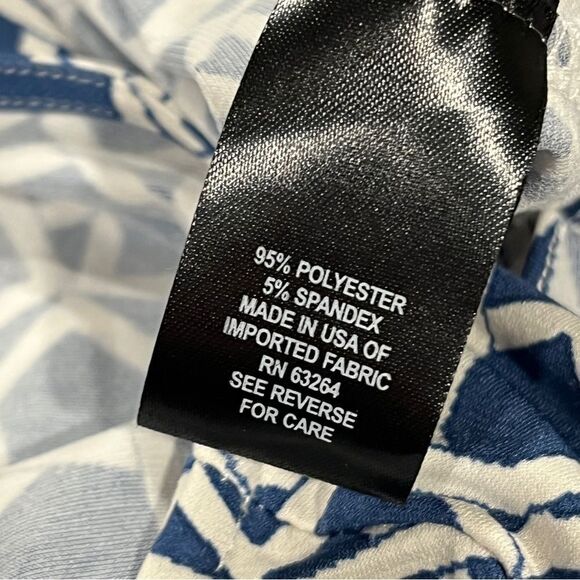 95% POLYESTER
5% SPANDEX
MADE IN USA OF
IMPORTED FABRIC
RN 63264
SEE REVERSE
FOR CARE